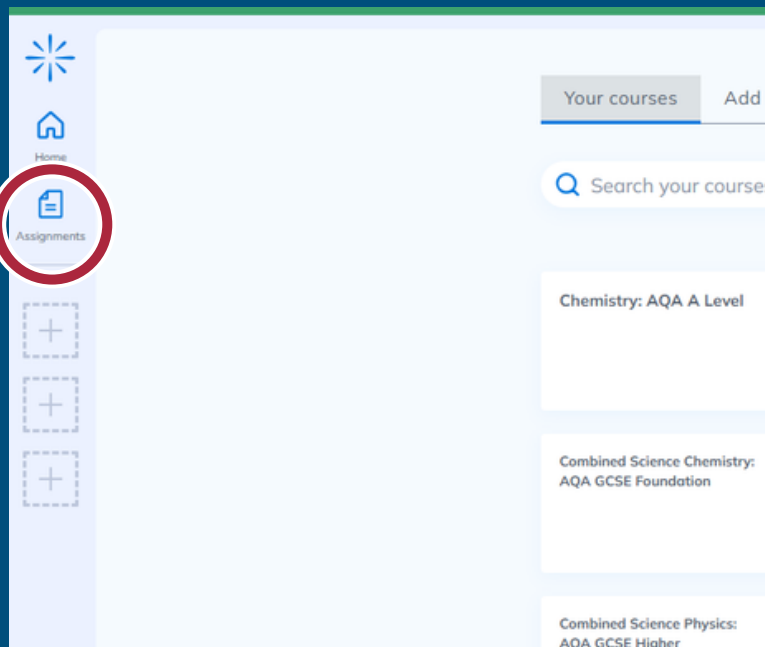 Home
Assignments
Your courses
Add
Search your courses
Chemistry: AQA A Level
Combined Science Chemistry:
AQA GCSE Foundation
Combined Science Physics:
AQA GCSE Higher